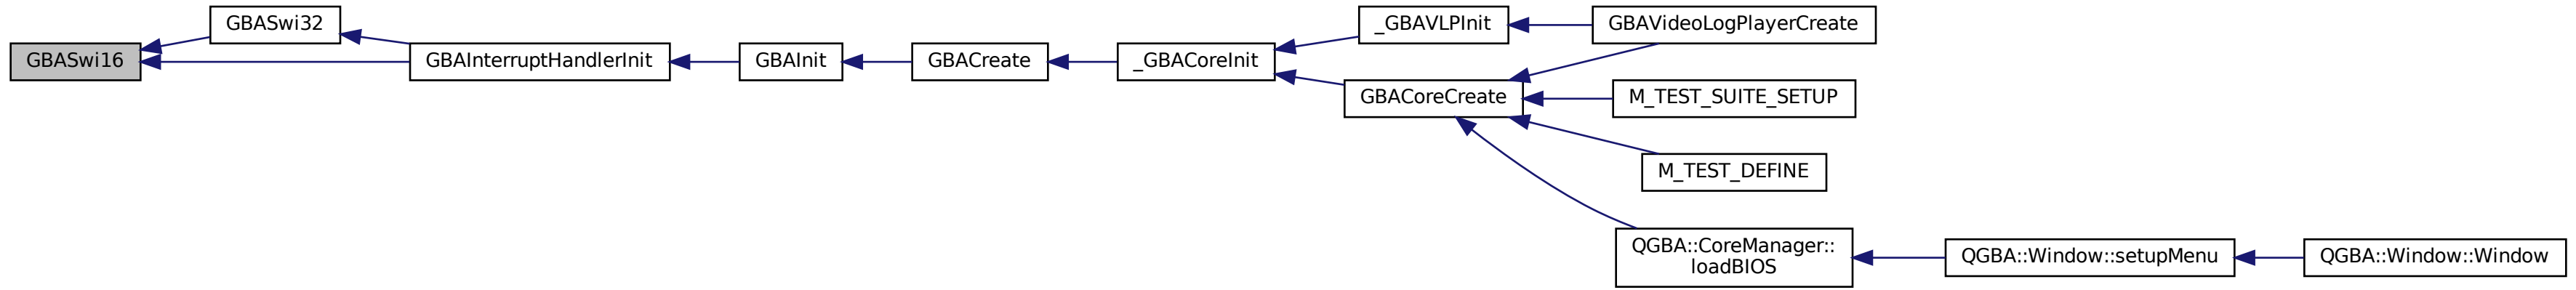 GBASwi16
GBASwi32
GBAInterruptHandlerInit
GBAInit
GBACreate
_GBACoreInit
_GBAVLPInit
GBAVideoLogPlayerCreate
GBACoreCreate
M_TEST_SUITE_SETUP
M_TEST_DEFINE
QGBA::CoreManager::
loadBIOS
QGBA::Window::setupMenu
QGBA::Window::Window